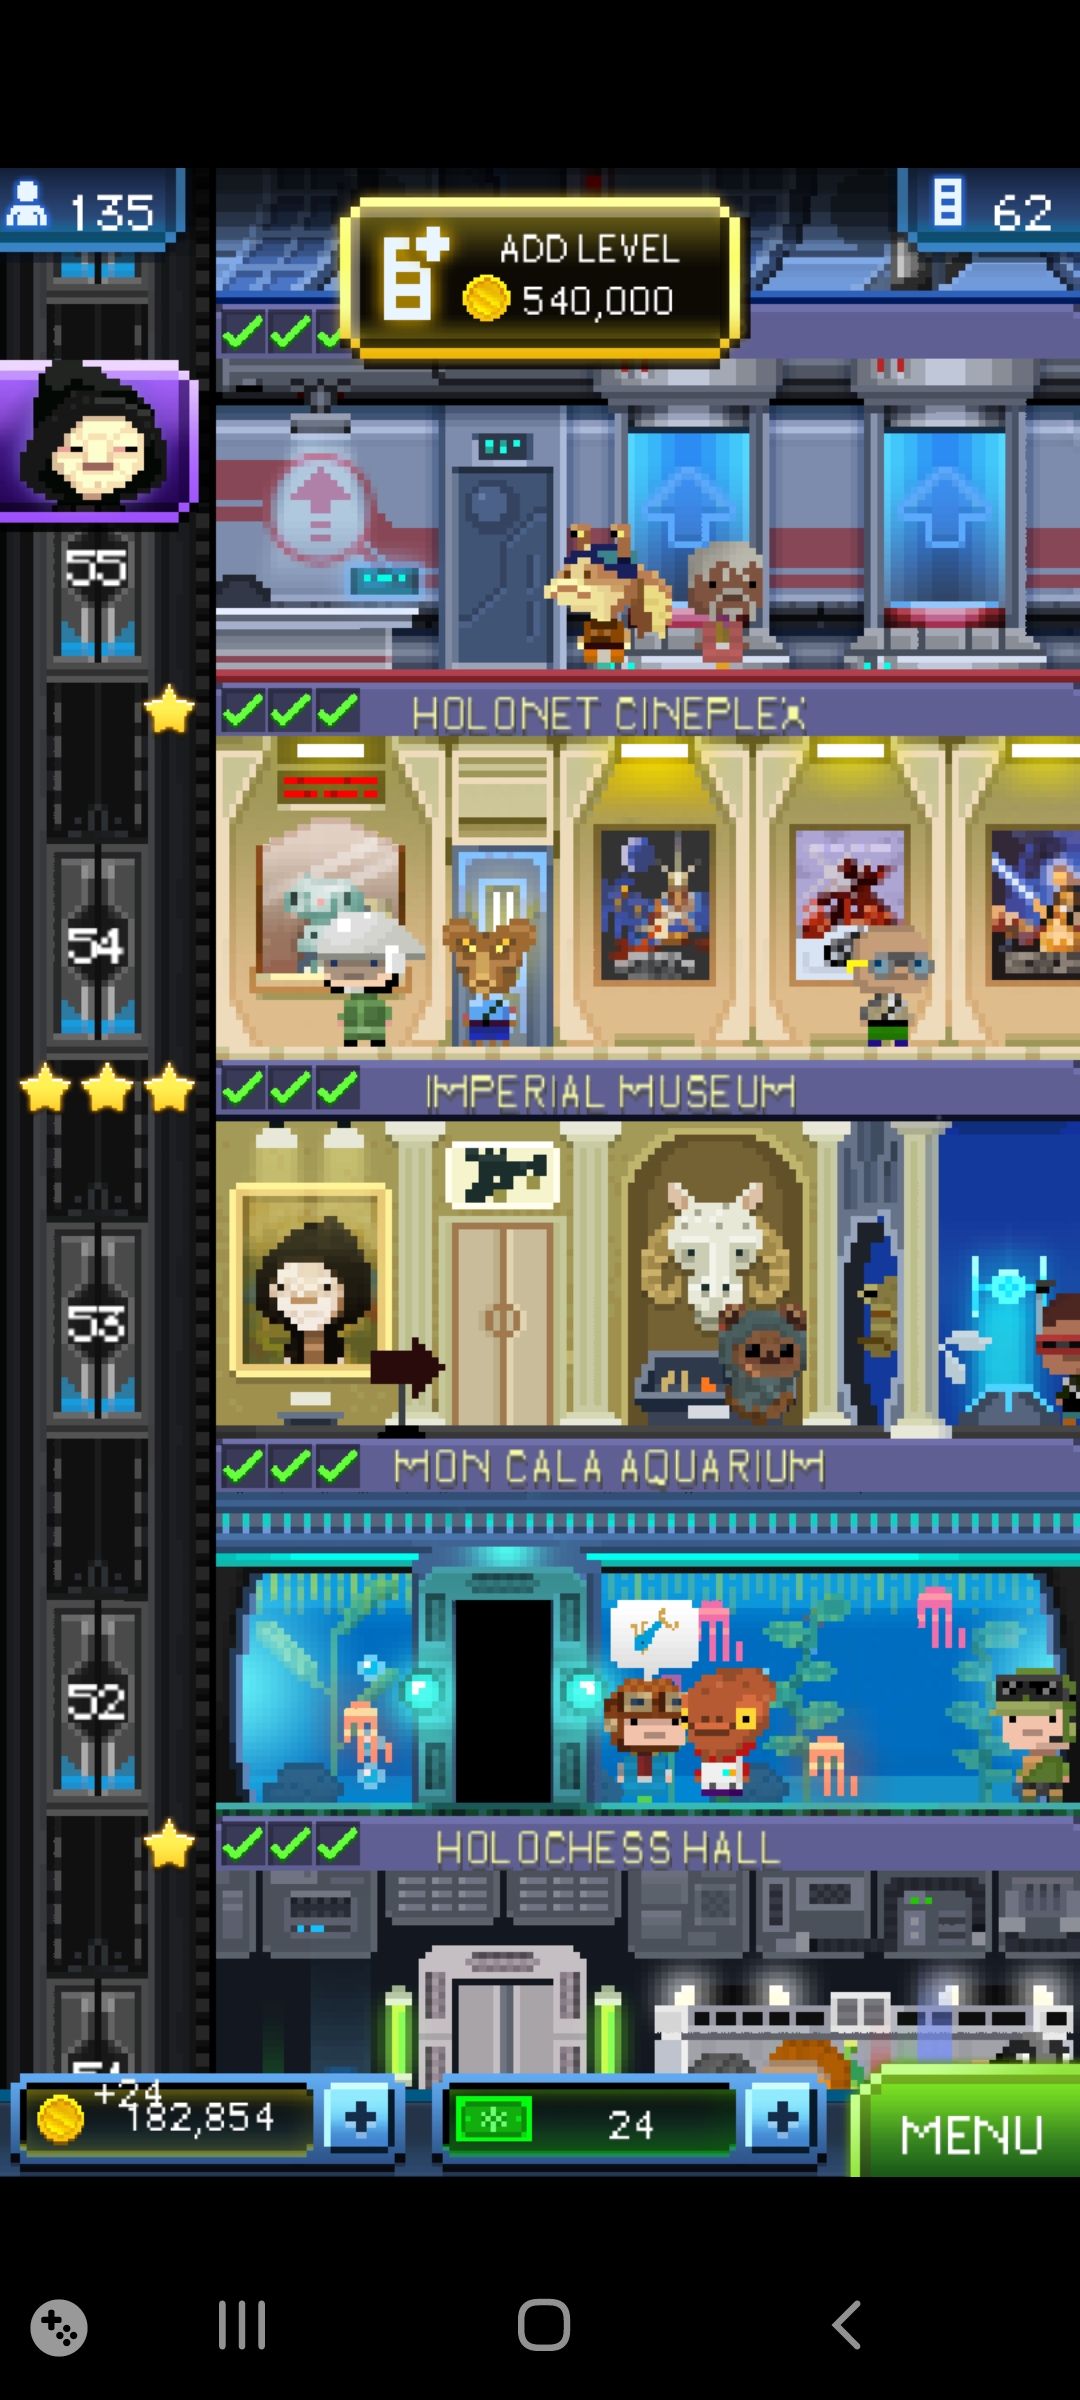 135
ADD LEVEL
540,000
62
55
HOLONET CINEPLEX
54
IMPERIAL MUSEUM
53
MON CALA AQUARIUM
52
HOLOCHESS HALL
51
+24
182,854
24
MENU